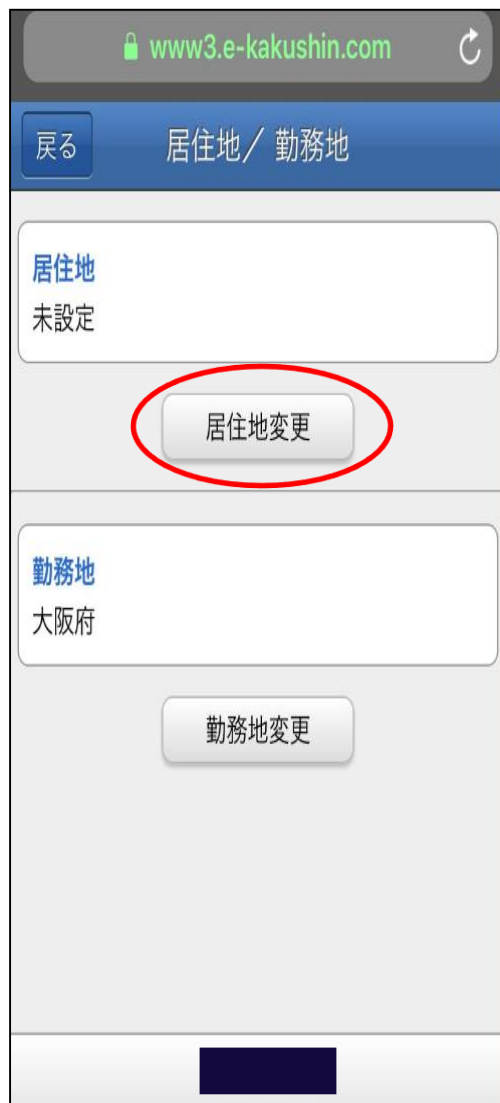 www3.e-kakushin.com
戻る 居住地／ 勤務地
居住地
未設定
居住地変更
勤務地
大阪府
勤務地変更